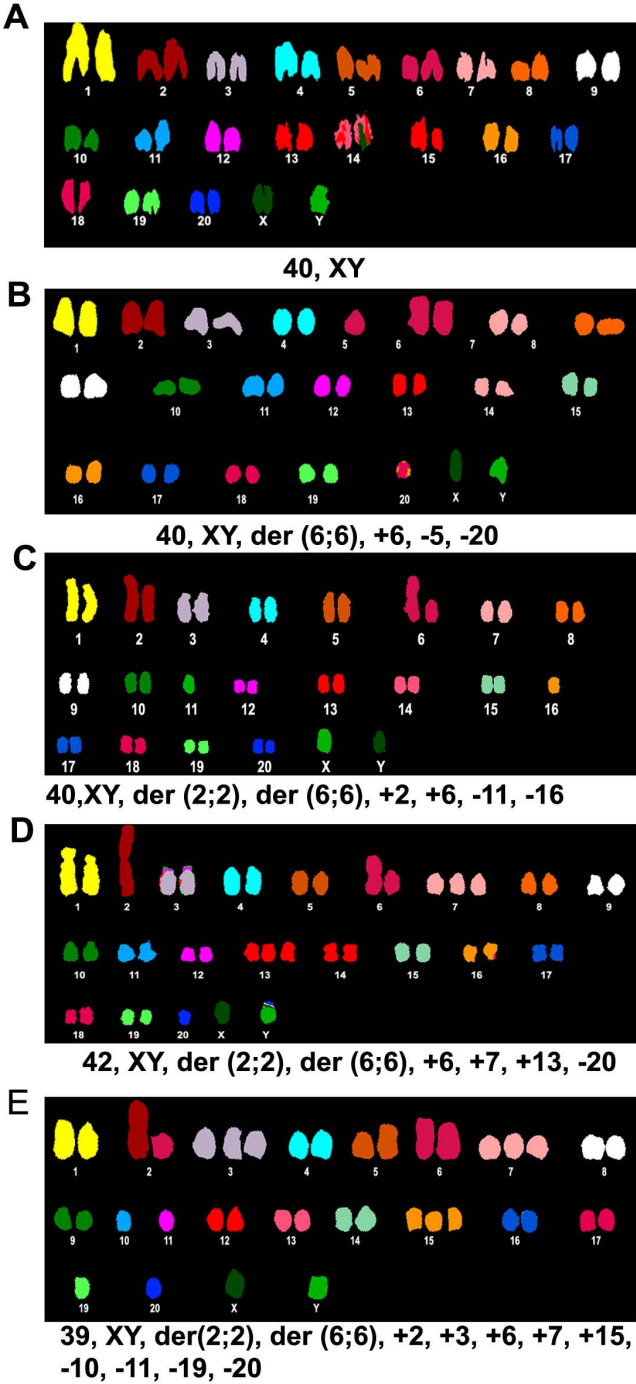 A
1 2 3 4 5 6 7 8 9
10 11 12 13 14 15 16 17
18 19 20 X Y
40, XY
B
1 2 3 4 5 6 7 8
10 11 12 13 14 15
16 17 18 19 20 X Y
40, XY, der (6;6), +6, -5, -20
C
1 2 3 4 5 6 7 8
9 10 11 12 13 14 15 16
17 18 19 20 X Y
40,XY, der (2;2), der (6;6), +2, +6, -11, -16
D
1 2 3 4 5 6 7 8 9
10 11 12 13 14 15 16 17
18 19 20 X Y
42, XY, der (2;2), der (6;6), +6, +7, +13, -20
E
1 2 3 4 5 6 7 8
9 10 11 12 13 14 15 16 17
19 20 X Y
39, XY, der(2;2), der (6;6), +2, +3, +6, +7, +15,
-10, -11, -19, -20